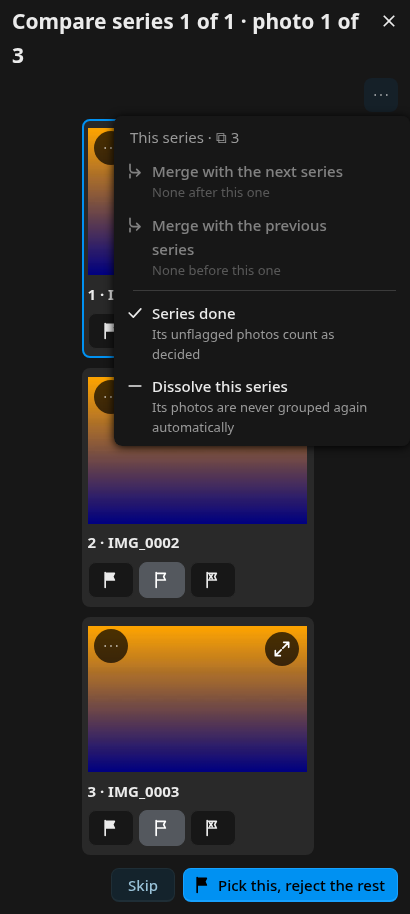 Compare series 1 of 1 · photo 1 of
3
This series · ⧉ 3
Merge with the next series
None after this one
Merge with the previous
series
None before this one
1 · I
Series done
Its unflagged photos count as
decided
Dissolve this series
Its photos are never grouped again
automatically
2 · IMG_0002
3 · IMG_0003
Skip
Pick this, reject the rest